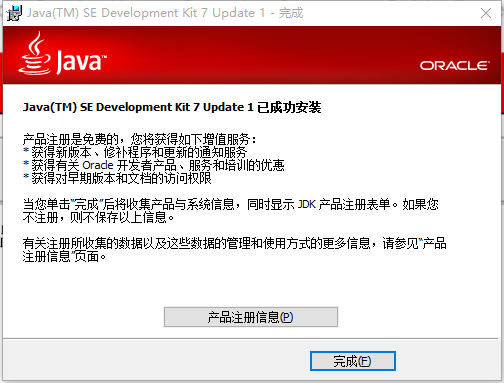 Java(TM) SE Development Kit 7 Update 1 - 完成
Java™
ORACLE
Java(TM) SE Development Kit 7 Update 1 已成功安装
产品注册是免费的，您将获得如下增值服务：
* 获得新版本、修补程序和更新的通知服务
* 获得有关 Oracle 开发者产品、服务和培训的优惠
* 获得对早期版本和文档的访问权限
当您单击“完成”后将收集产品与系统信息，同时显示 JDK 产品注册表单。如果您
不注册，则不保存以上信息。
有关注册所收集的数据以及这些数据的管理和使用方式的更多信息，请参见“产品
注册信息”页面。
产品注册信息(P)
完成(F)